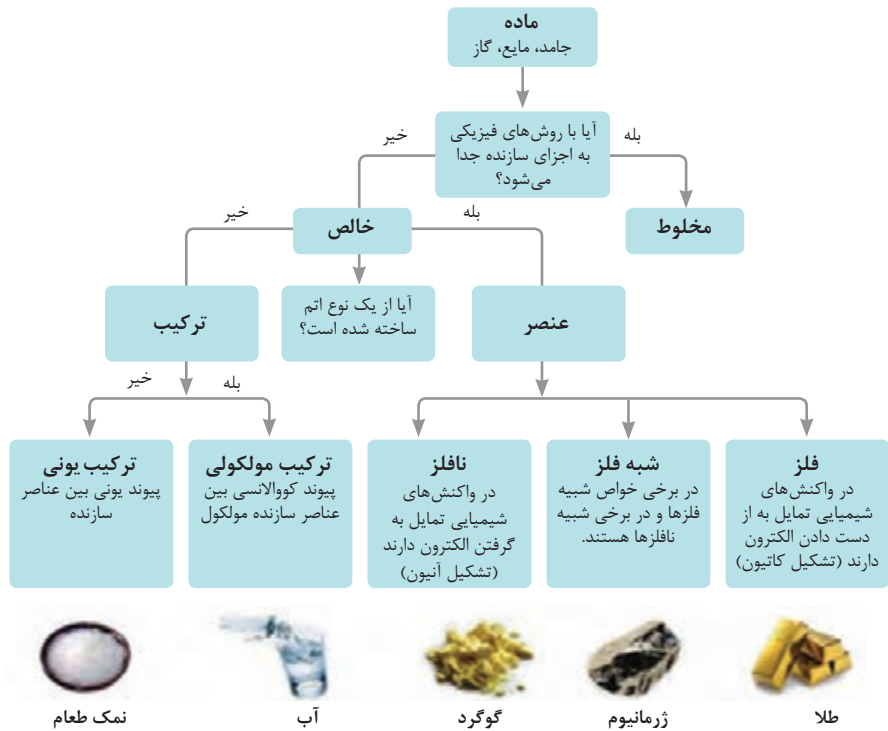 ماده
جامد، مایع، گاز
آیا با روش‌های فیزیکی
به اجزای سازنده جدا
می‌شود؟
بله
خیر
مخلوط
خالص
بله
خیر
آیا از یک نوع اتم
ساخته شده است؟
عنصر
ترکیب
بله
خیر
فلز
در واکنش‌های
شیمیایی تمایل به از
دست دادن الکترون
دارند (تشکیل کاتیون)
شبه فلز
در برخی خواص شبیه
فلزها و در برخی شبیه
نافلزها هستند.
نافلز
در واکنش‌های
شیمیایی تمایل به
گرفتن الکترون دارند
(تشکیل آنیون)
ترکیب مولکولی
پیوند کووالانسی بین
عناصر سازنده مولکول
ترکیب یونی
پیوند یونی بین عناصر
سازنده
طلا
ژرمانیوم
گوگرد
آب
نمک طعام